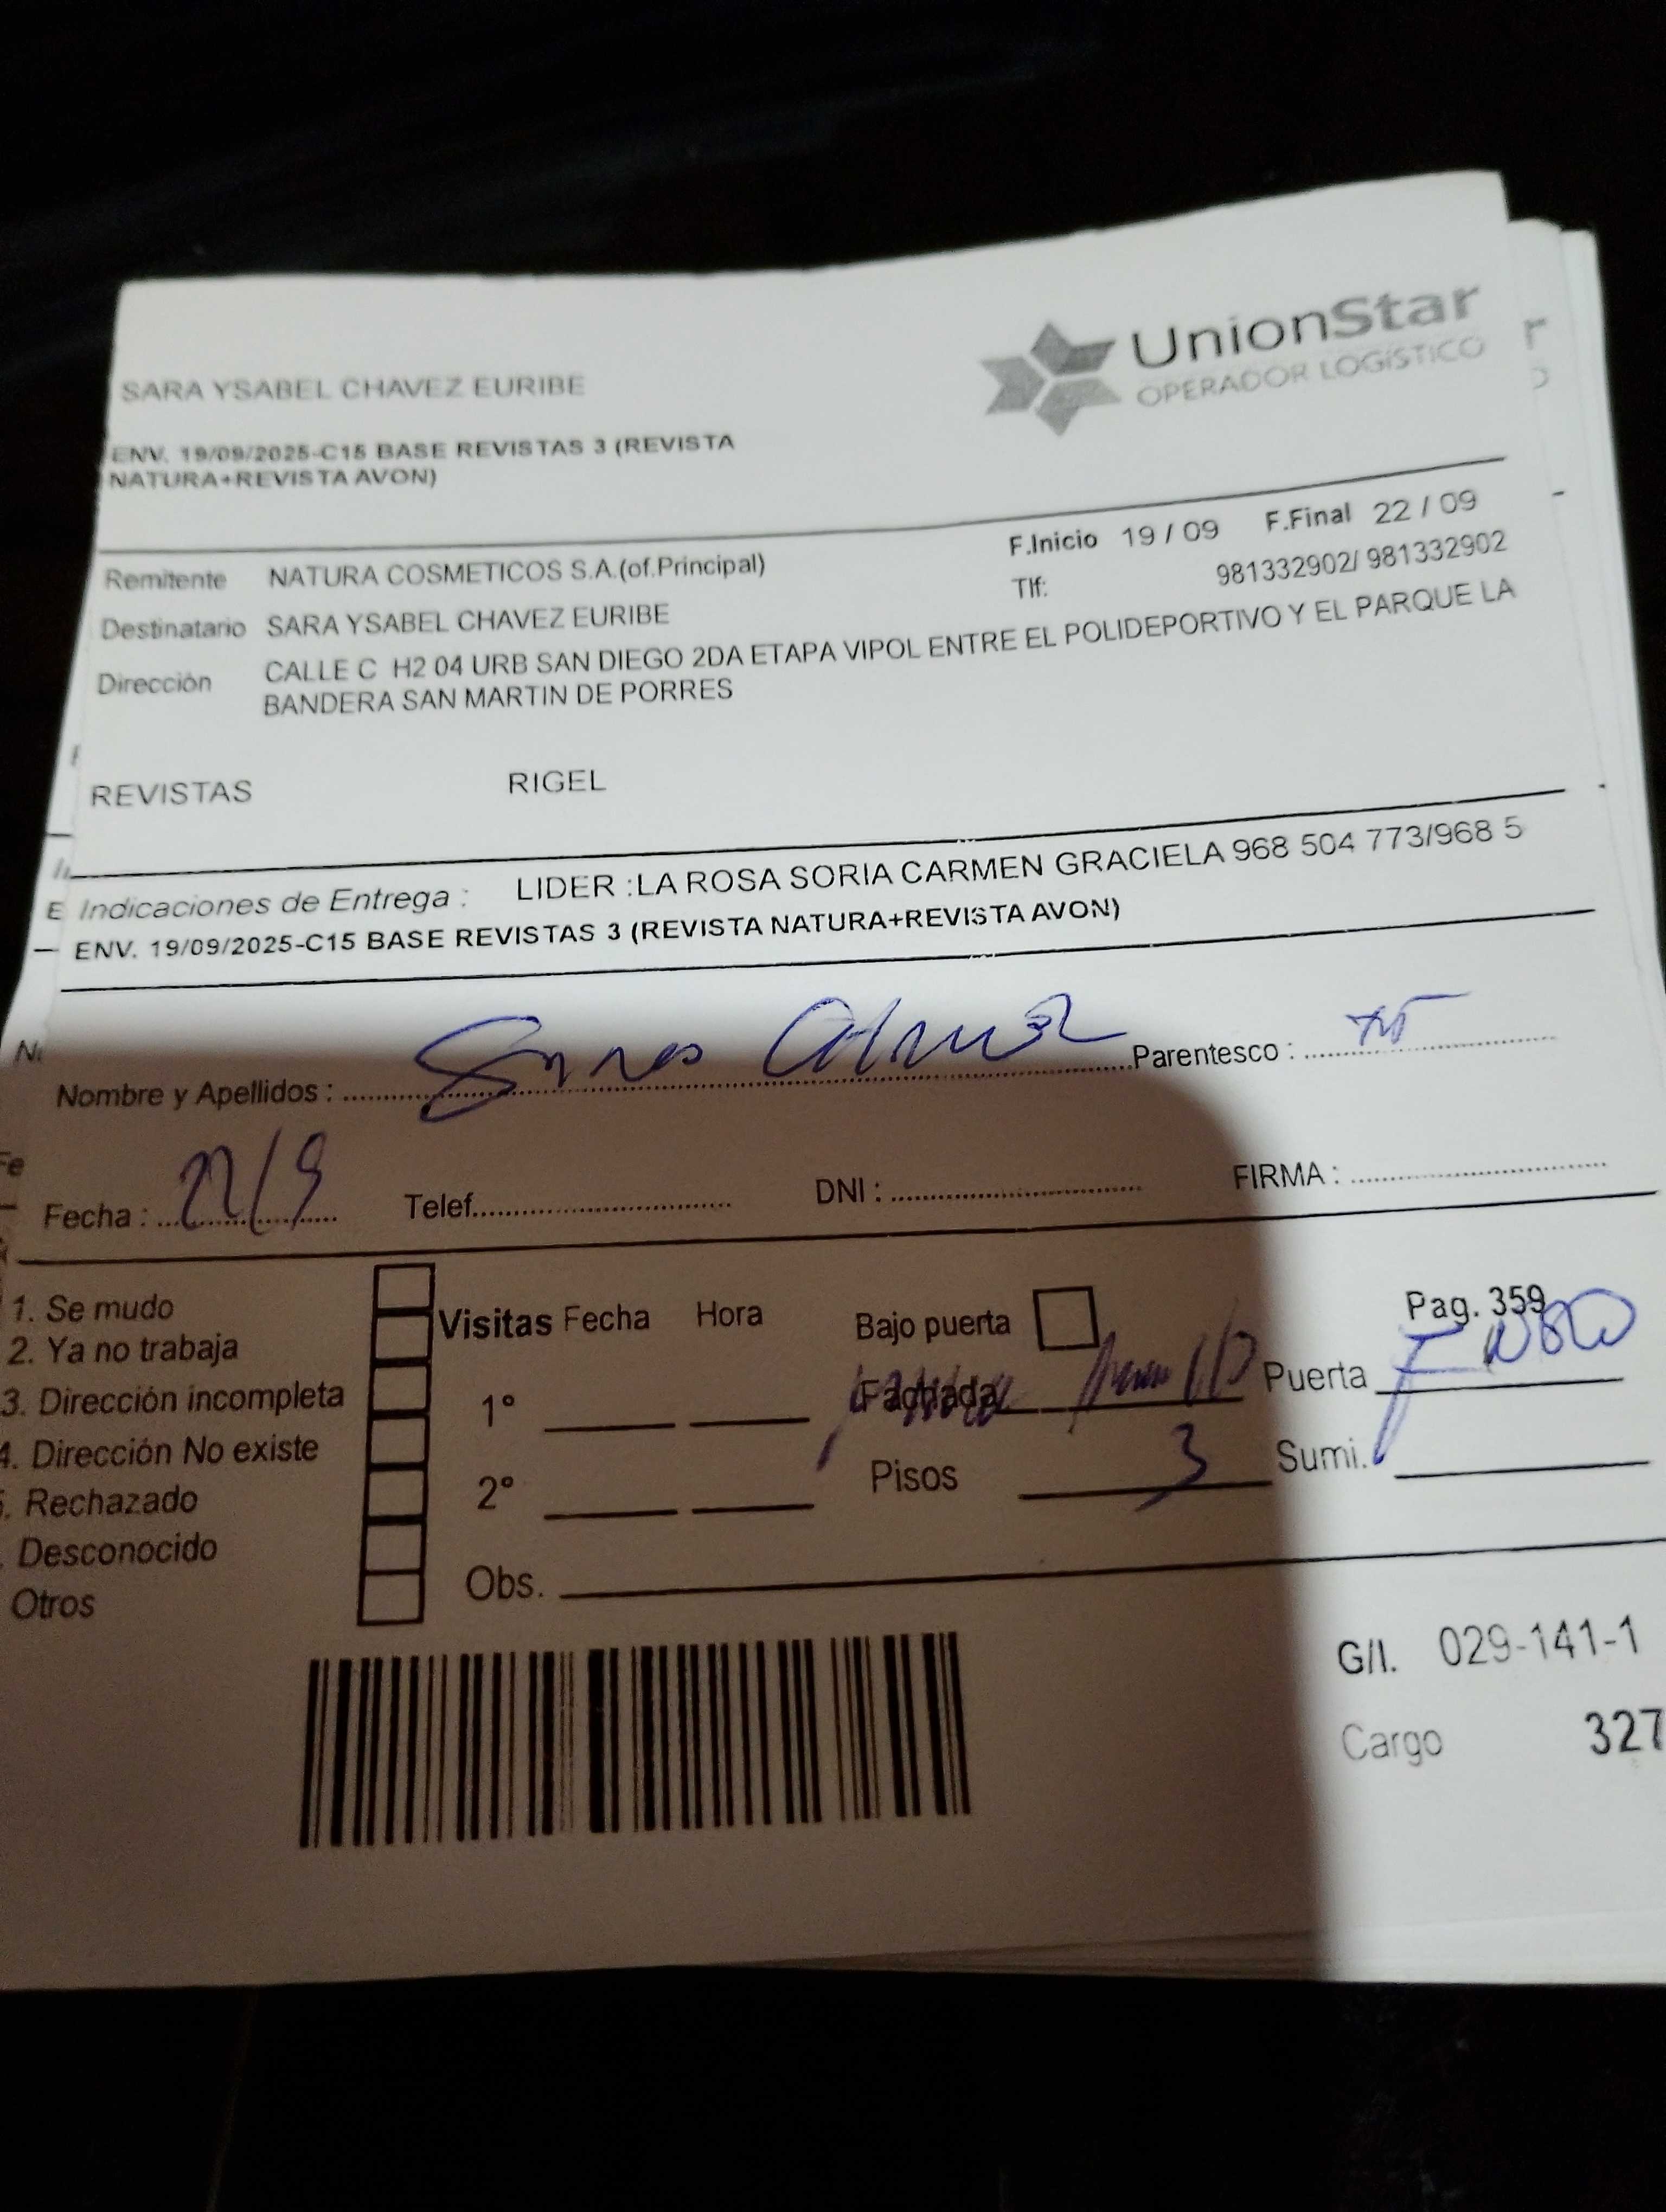 UnionStar
OPERADOR LOGÍSTICO
SARA YSABEL CHAVEZ EURIBE
ENV. 19/09/2025-C15 BASE REVISTAS 3 (REVISTA
NATURA+REVISTA AVON)
F.Inicio 19 / 09 F.Final 22 / 09
Remitente NATURA COSMETICOS S.A.(of.Principal)
Tlf: 981332902/ 981332902
Destinatario SARA YSABEL CHAVEZ EURIBE
Dirección CALLE C H2 04 URB SAN DIEGO 2DA ETAPA VIPOL ENTRE EL POLIDEPORTIVO Y EL PARQUE LA
BANDERA SAN MARTIN DE PORRES
REVISTAS RIGEL
Indicaciones de Entrega : LIDER :LA ROSA SORIA CARMEN GRACIELA 968 504 773/968 5
ENV. 19/09/2025-C15 BASE REVISTAS 3 (REVISTA NATURA+REVISTA AVON)
Nombre y Apellidos : Parentesco :
Fecha : 22/9 Telef. DNI : FIRMA :
1. Se mudo
2. Ya no trabaja
3. Dirección incompleta
4. Dirección No existe
5. Rechazado
Desconocido
Otros
Visitas Fecha Hora
1°
2°
Obs.
Bajo puerta Pag. 359
Fachada Puerta
Pisos 3 Sumi.
G/I. 029-141-1
Cargo 327